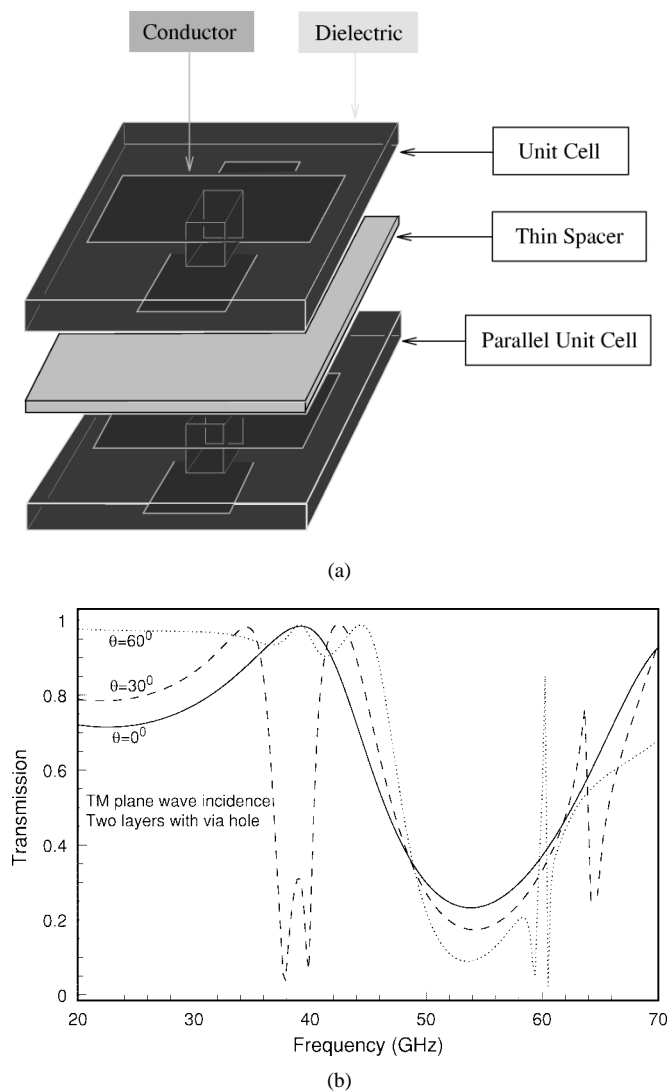 Conductor
Dielectric
Unit Cell
Thin Spacer
Parallel Unit Cell
(a)
1
θ=60⁰
0.8
θ=30⁰
θ=0⁰
0.6
Transmission
TM plane wave incidence:
Two layers with via hole
0.4
0.2
0
20
30
40
50
60
70
Frequency (GHz)
(b)